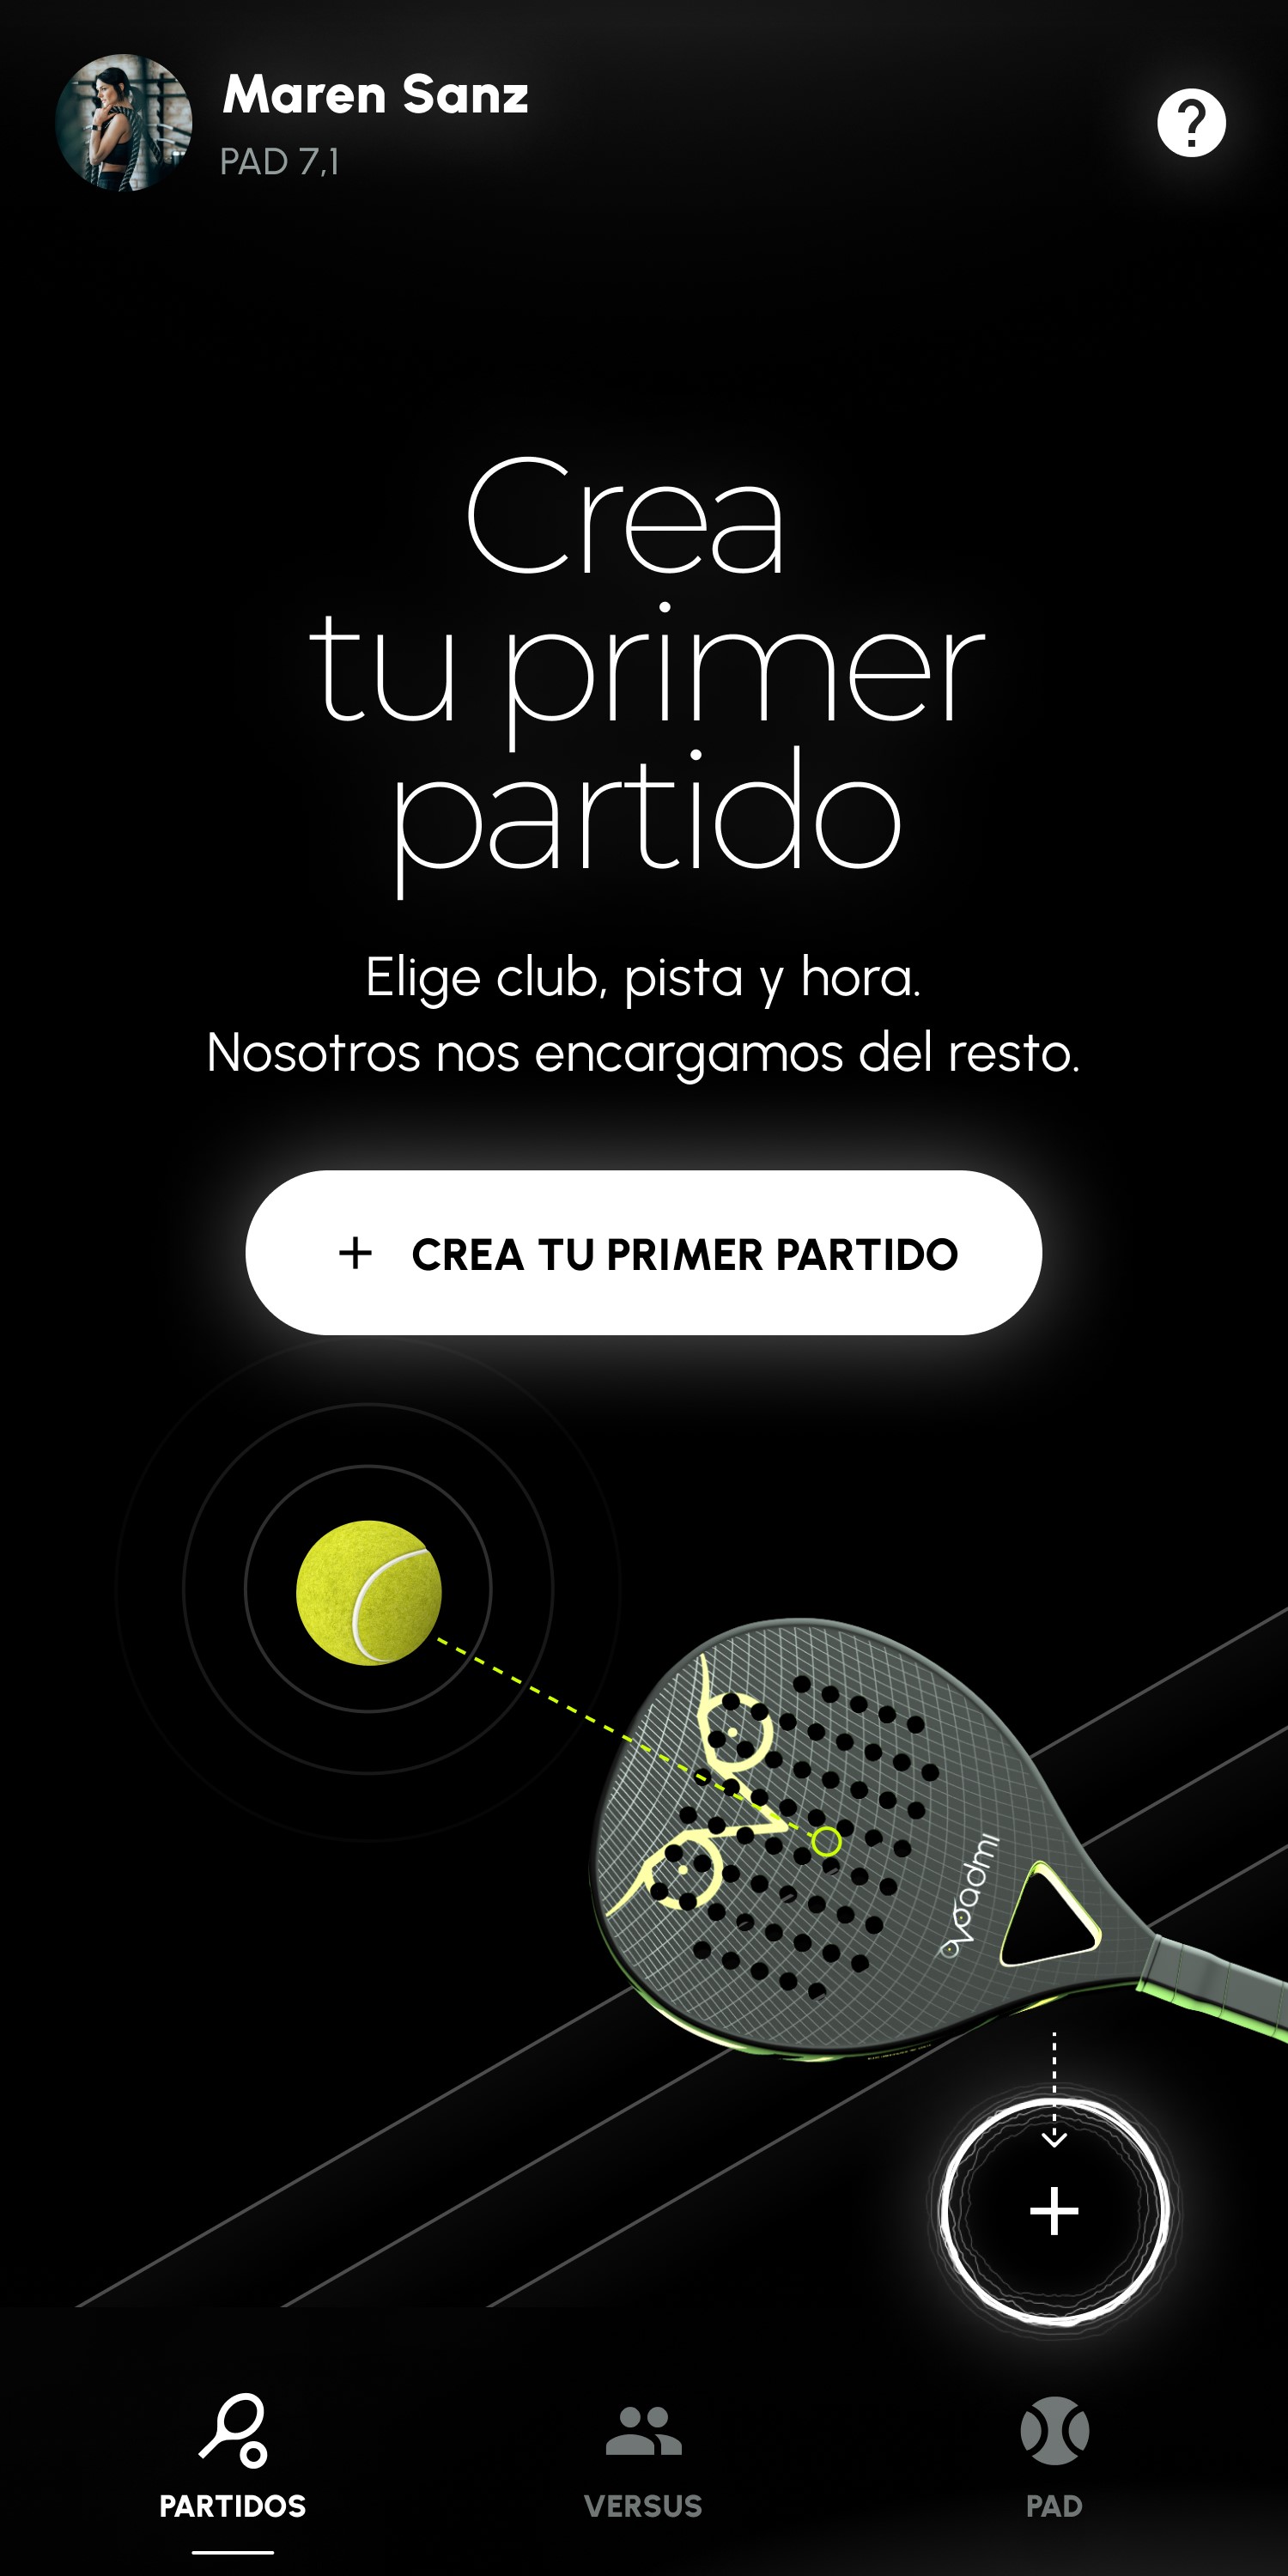 Maren Sanz
PAD 7,1
?
Crea
tu primer
partido
Elige club, pista y hora.
Nosotros nos encargamos del resto.
+ CREA TU PRIMER PARTIDO
+
PARTIDOS
VERSUS
PAD